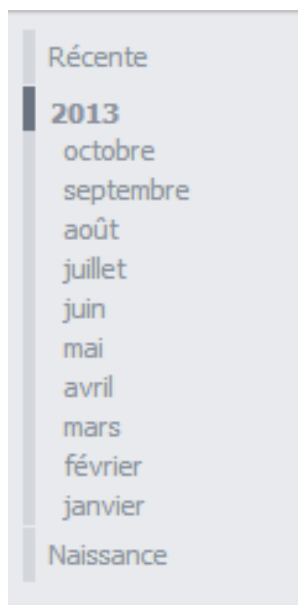 Récente
2013
octobre
septembre
août
juillet
juin
mai
avril
mars
février
janvier
Naissance